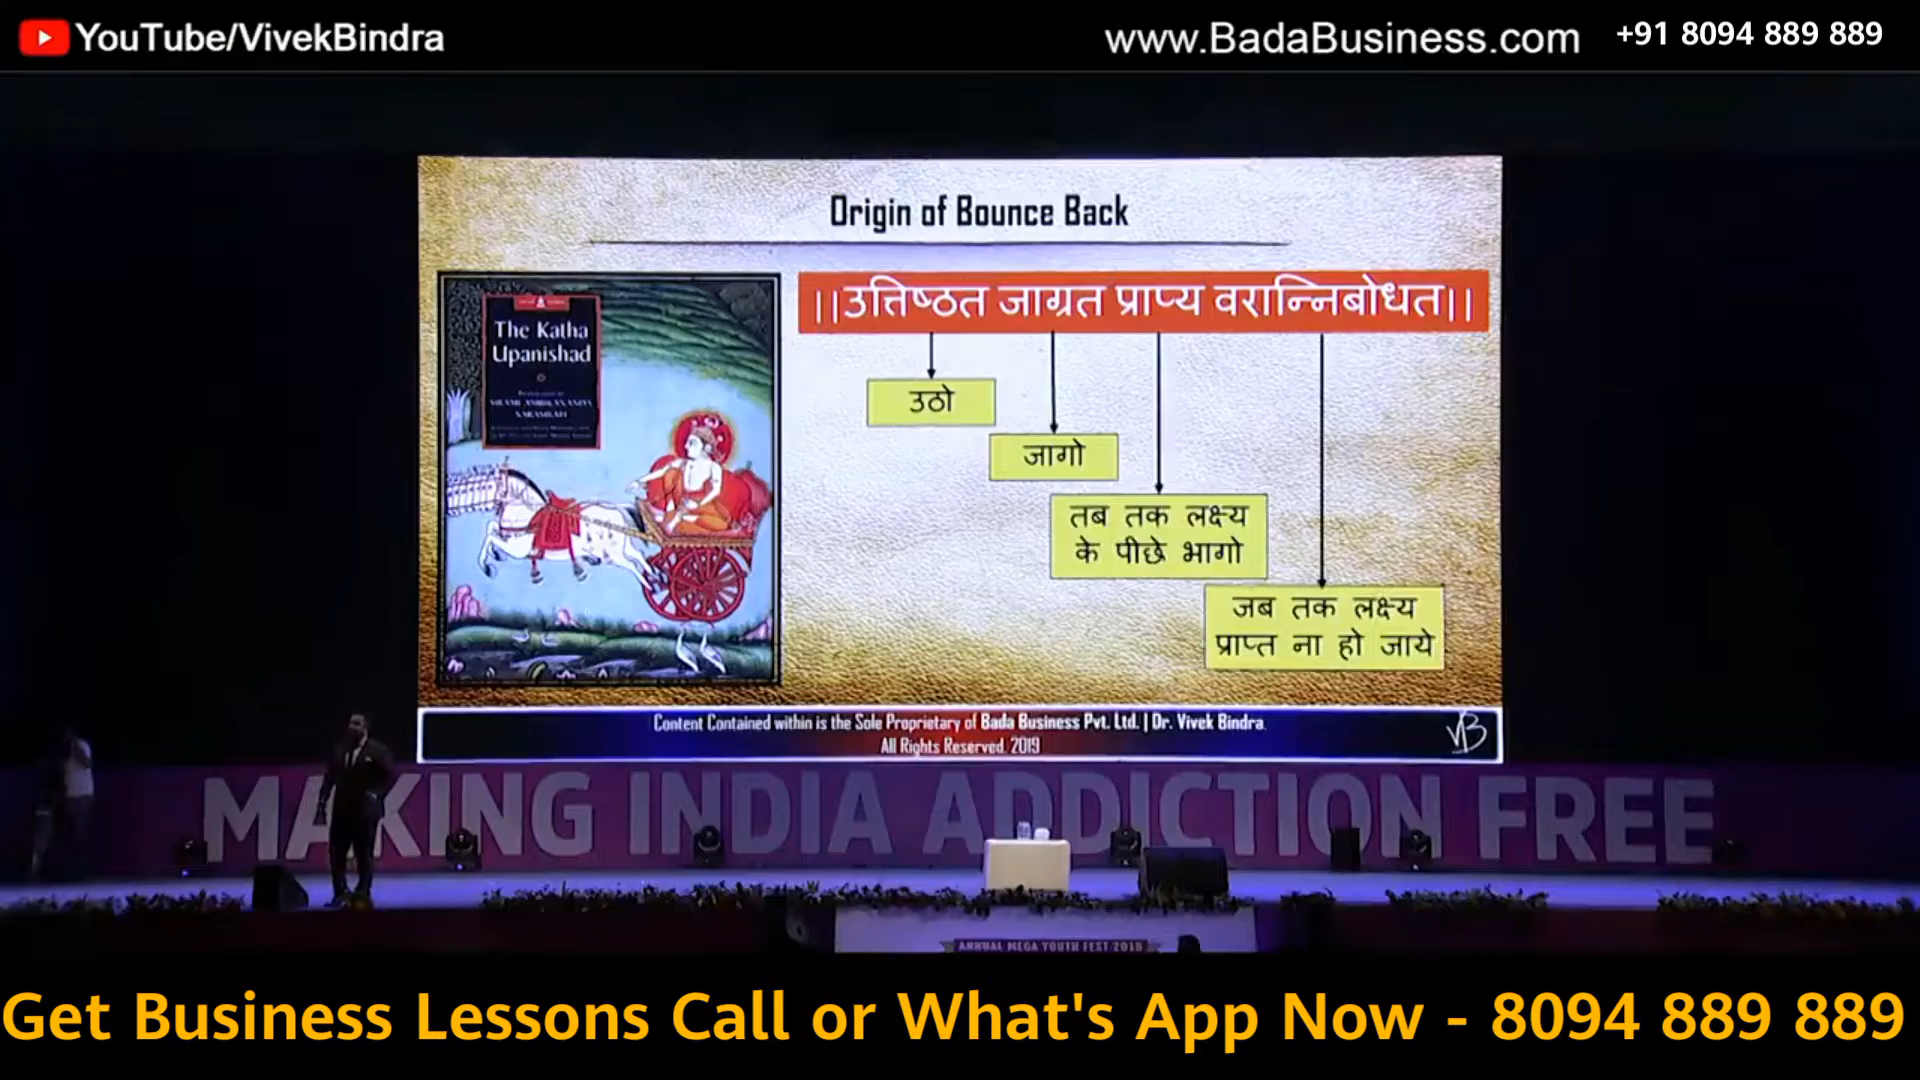 YouTube/VivekBindra
www.BadaBusiness.com
+91 8094 889 889
Origin of Bounce Back
The Katha
Upanishad
||उत्तिष्ठत जाग्रत प्राप्य वरान्निबोधत||
उठो
जागो
तब तक लक्ष्य
के पीछे भागो
जब तक लक्ष्य
प्राप्त ना हो जाये
Content Contained within is the Sole Proprietary of Bada Business Pvt. Ltd. | Dr. Vivek Bindra.
All Rights Reserved. 2019
VB
MAKING INDIA ADDICTION FREE
ANNUAL MEGA YOUTH FEST 2019
Get Business Lessons Call or What's App Now - 8094 889 889